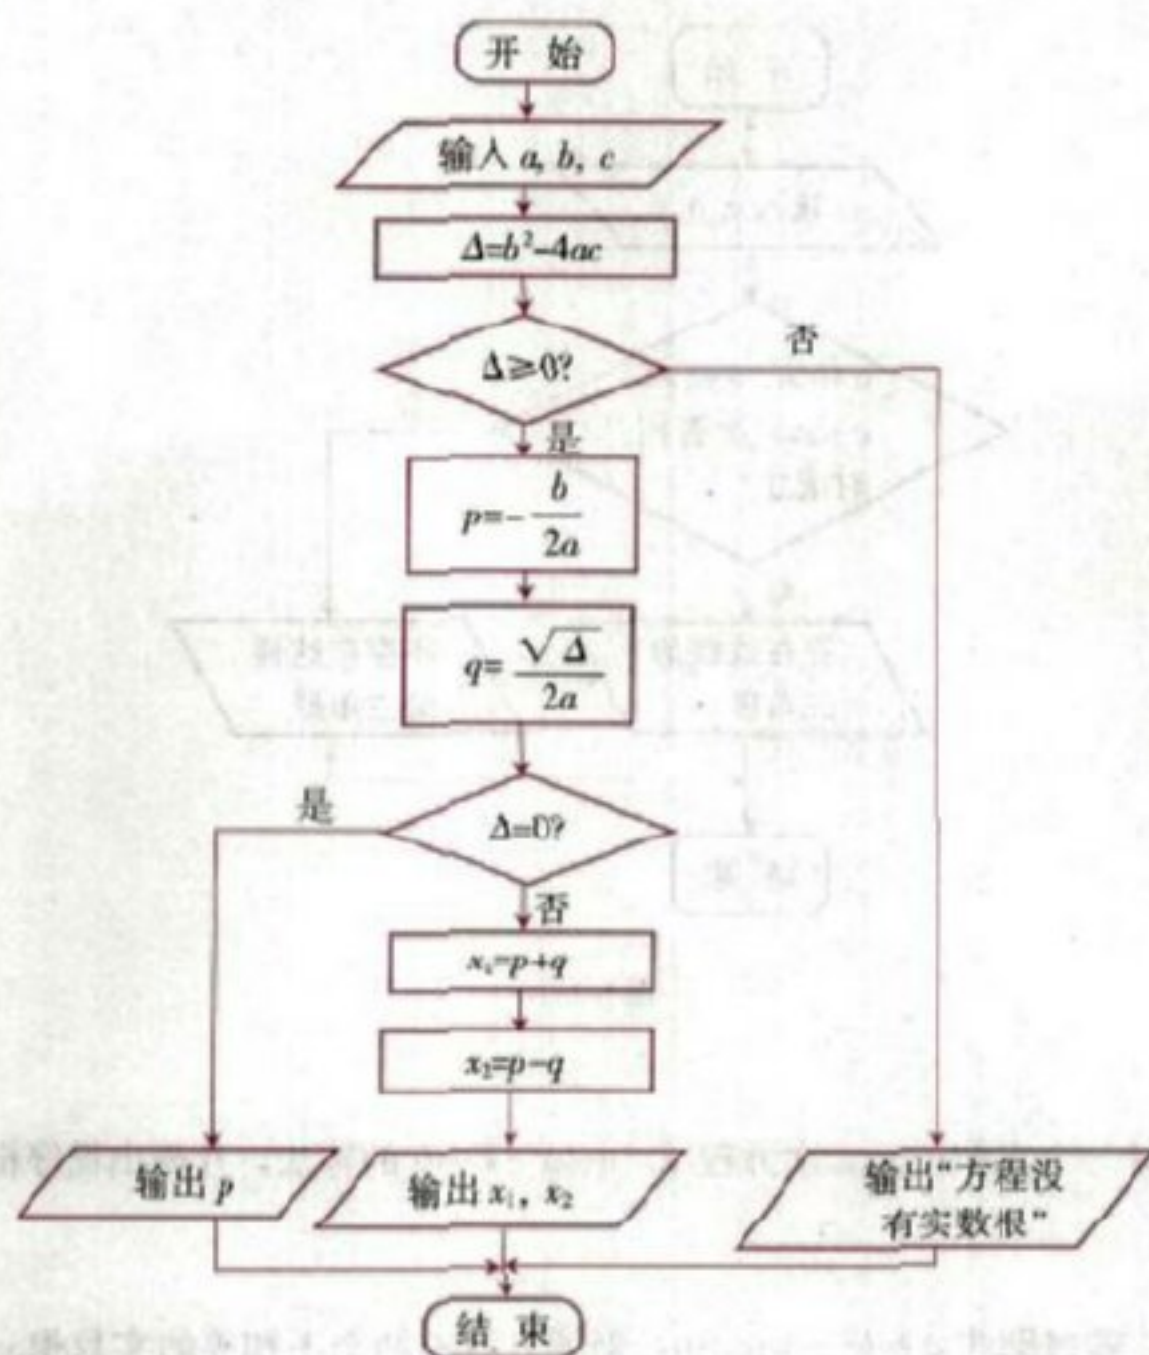 开 始
输入 a, b, c
Δ=b²-4ac
Δ≥0?
否
是
p=-b/2a
q=√Δ/2a
Δ=0?
是
否
x₁=p+q
x₂=p-q
输出 p
输出 x₁, x₂
输出“方程没
有实数根”
结 束